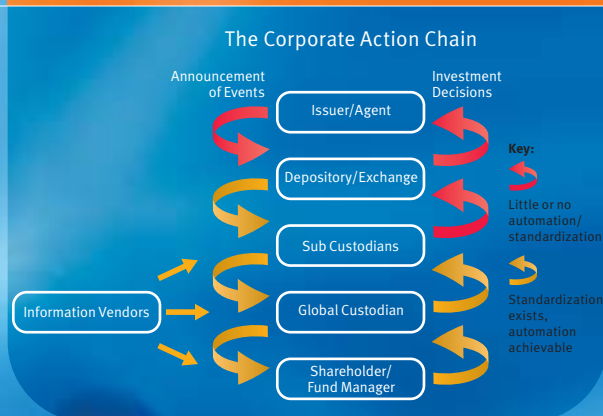 The Corporate Action Chain
Announcement
of Events
Investment
Decisions
Issuer/Agent
Depository/Exchange
Sub Custodians
Information Vendors
Global Custodian
Shareholder/
Fund Manager
Key:
Little or no
automation/
standardization
Standardization
exists,
automation
achievable